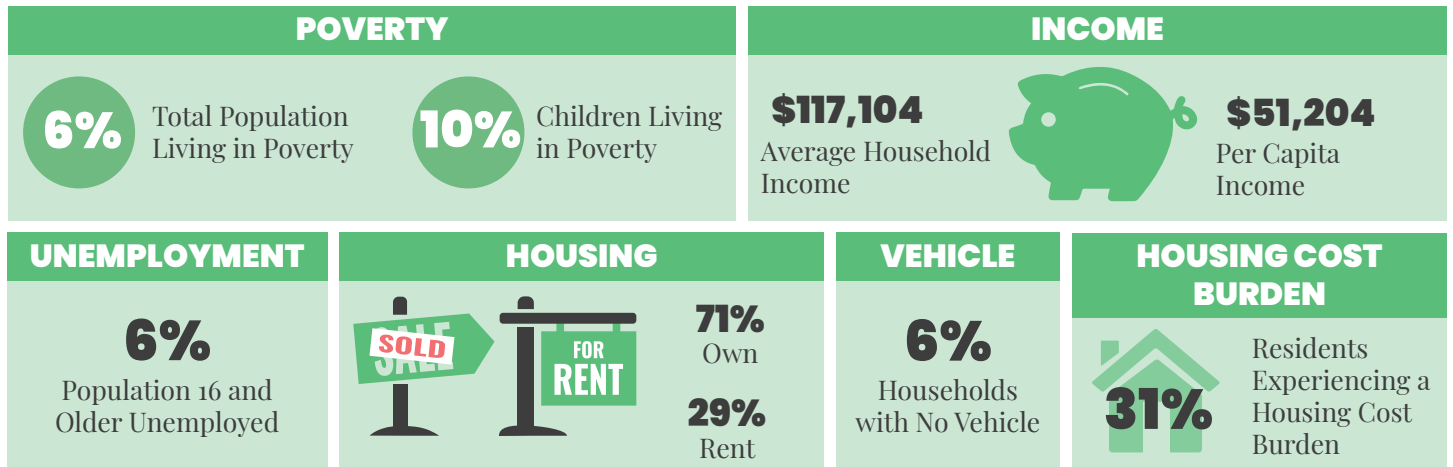 POVERTY
6%
Total Population
Living in Poverty
10%
Children Living
in Poverty
INCOME
$117,104
Average Household
Income
$51,204
Per Capita
Income
UNEMPLOYMENT
6%
Population 16 and
Older Unemployed
HOUSING
SALE
SOLD
FOR
RENT
71%
Own
29%
Rent
VEHICLE
6%
Households
with No Vehicle
HOUSING COST
BURDEN
31%
Residents
Experiencing a
Housing Cost
Burden